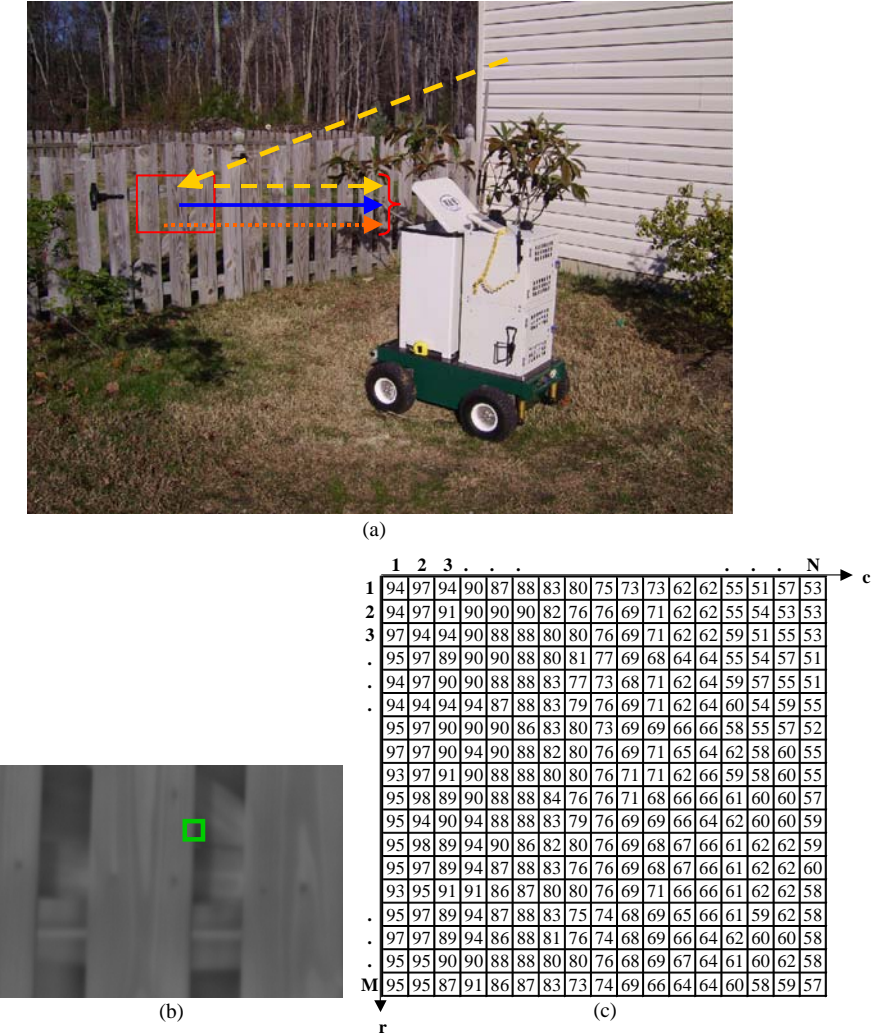 (a)
1 2 3 . . . . . . N
c
1 94 97 94 90 87 88 83 80 75 73 73 62 62 55 51 57 53
2 94 97 91 90 90 90 82 76 76 69 71 62 62 55 54 53 53
3 97 94 94 90 88 88 80 80 76 69 71 62 62 59 51 55 53
. 95 97 89 90 90 88 80 81 77 69 68 64 64 55 54 57 51
. 94 97 90 90 88 88 83 77 73 68 71 62 64 59 57 55 51
. 94 94 94 94 87 88 83 79 76 69 71 62 64 60 54 59 55
95 97 90 90 90 86 83 80 73 69 69 66 66 58 55 57 52
97 97 90 94 90 88 82 80 76 69 71 65 64 62 58 60 55
93 97 91 90 88 88 80 80 76 71 71 62 66 59 58 60 55
95 98 89 90 88 88 84 76 76 71 68 66 66 61 60 60 57
95 94 90 94 88 88 83 79 76 69 69 66 64 62 60 60 59
95 98 89 94 90 86 82 80 76 69 68 67 66 61 62 62 59
95 97 89 94 87 88 83 76 76 69 68 67 66 61 62 62 60
93 95 91 91 86 87 80 80 76 69 71 66 66 61 62 62 58
. 95 97 89 94 87 88 83 75 74 68 69 65 66 61 59 62 58
. 97 97 89 94 86 88 81 76 74 68 69 66 64 62 60 60 58
. 95 95 90 90 88 88 80 80 76 68 69 67 64 61 60 62 58
M 95 95 87 91 86 87 83 73 74 69 66 64 64 60 58 59 57
(b)
(c)
r